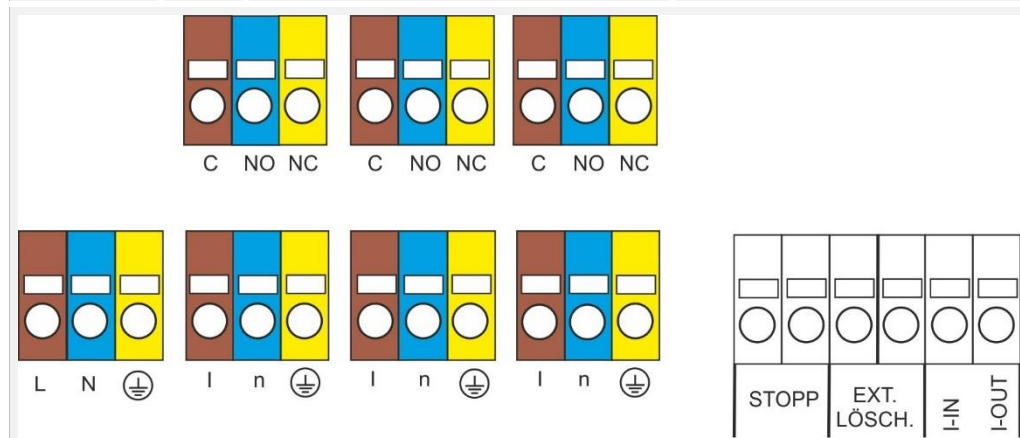 C NO NC C NO NC C NO NC
L N l n l n l n
STOPP EXT. LÖSCH. I-IN I-OUT